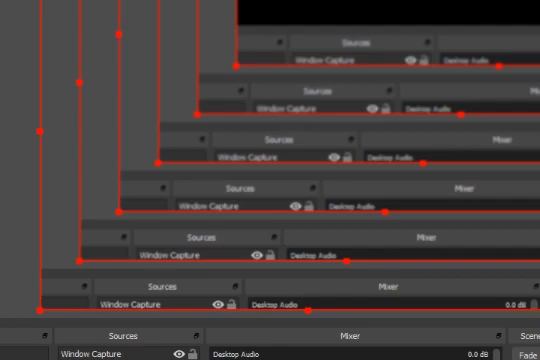 Sources
Window Capture Desktop Audio
Sources Mi
Window Capture Desktop Audio
Sources Mixer
Window Capture Desktop Audio
Sources Mixer
Window Capture Desktop Audio
Sources Mixer
Window Capture Desktop Audio
Sources Mixer
Window Capture Desktop Audio 0.0 dB
Sources Mixer Scene
Window Capture Desktop Audio 0.0 dB Fade